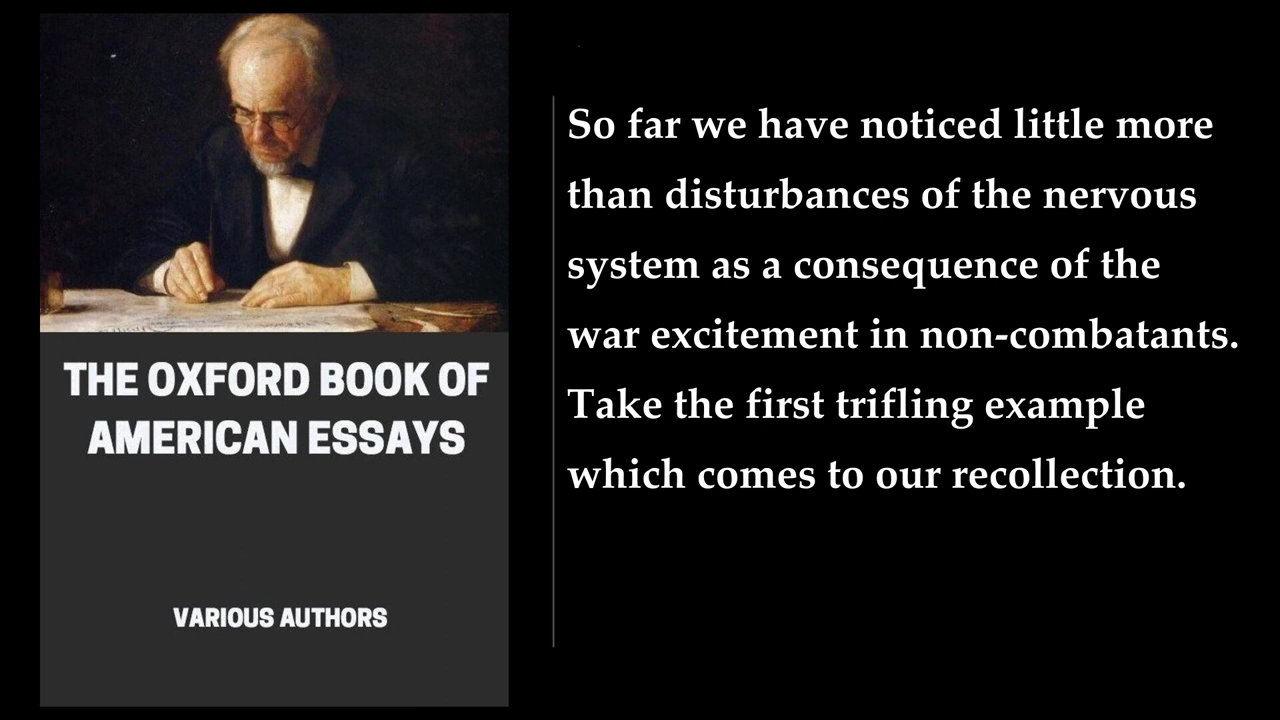 THE OXFORD BOOK OF
AMERICAN ESSAYS
VARIOUS AUTHORS
So far we have noticed little more
than disturbances of the nervous
system as a consequence of the
war excitement in non-combatants.
Take the first trifling example
which comes to our recollection.